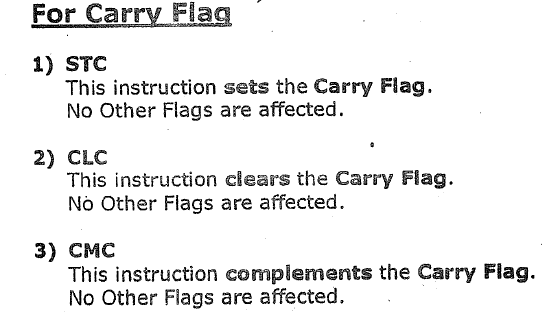 For Carry Flag
1) STC
This instruction sets the Carry Flag.
No Other Flags are affected.
2) CLC
This instruction clears the Carry Flag.
No Other Flags are affected.
3) CMC
This instruction complements the Carry Flag.
No Other Flags are affected.